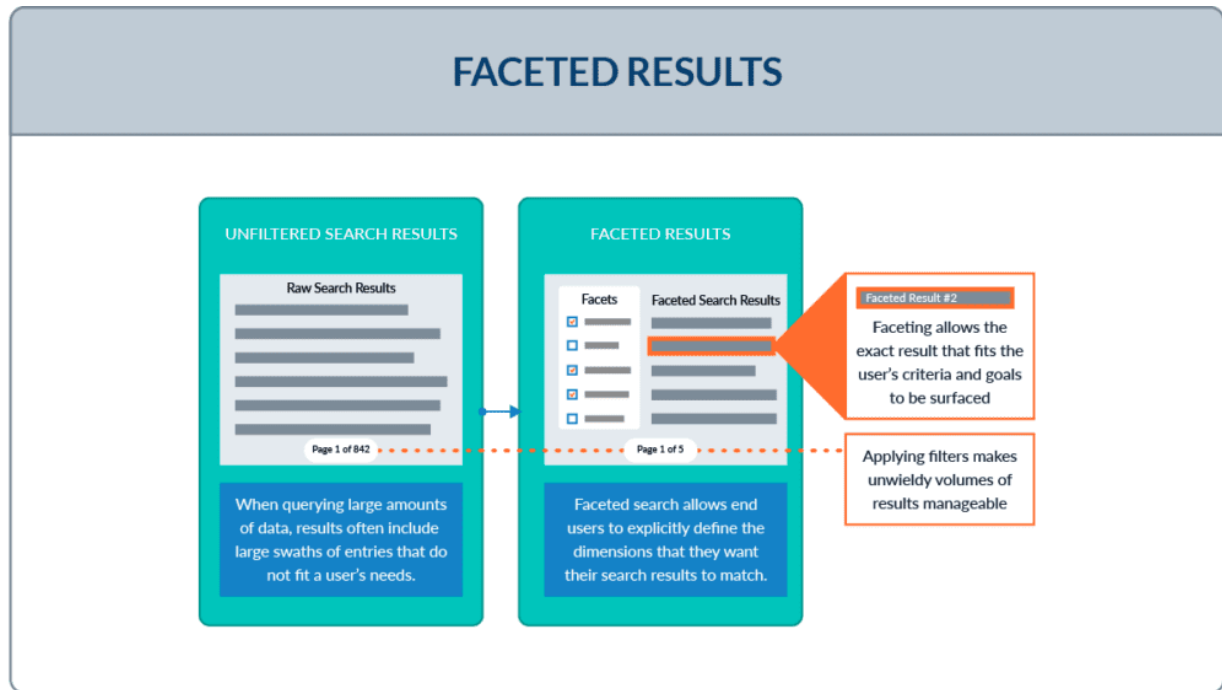 FACETED RESULTS
UNFILTERED SEARCH RESULTS
Raw Search Results
Page 1 of 842
When querying large amounts
of data, results often include
large swaths of entries that do
not fit a user's needs.
FACETED RESULTS
Facets
Faceted Search Results
Page 1 of 5
Faceted search allows end
users to explicitly define the
dimensions that they want
their search results to match.
Faceted Result #2
Faceting allows the
exact result that fits the
user's criteria and goals
to be surfaced
Applying filters makes
unwieldy volumes of
results manageable